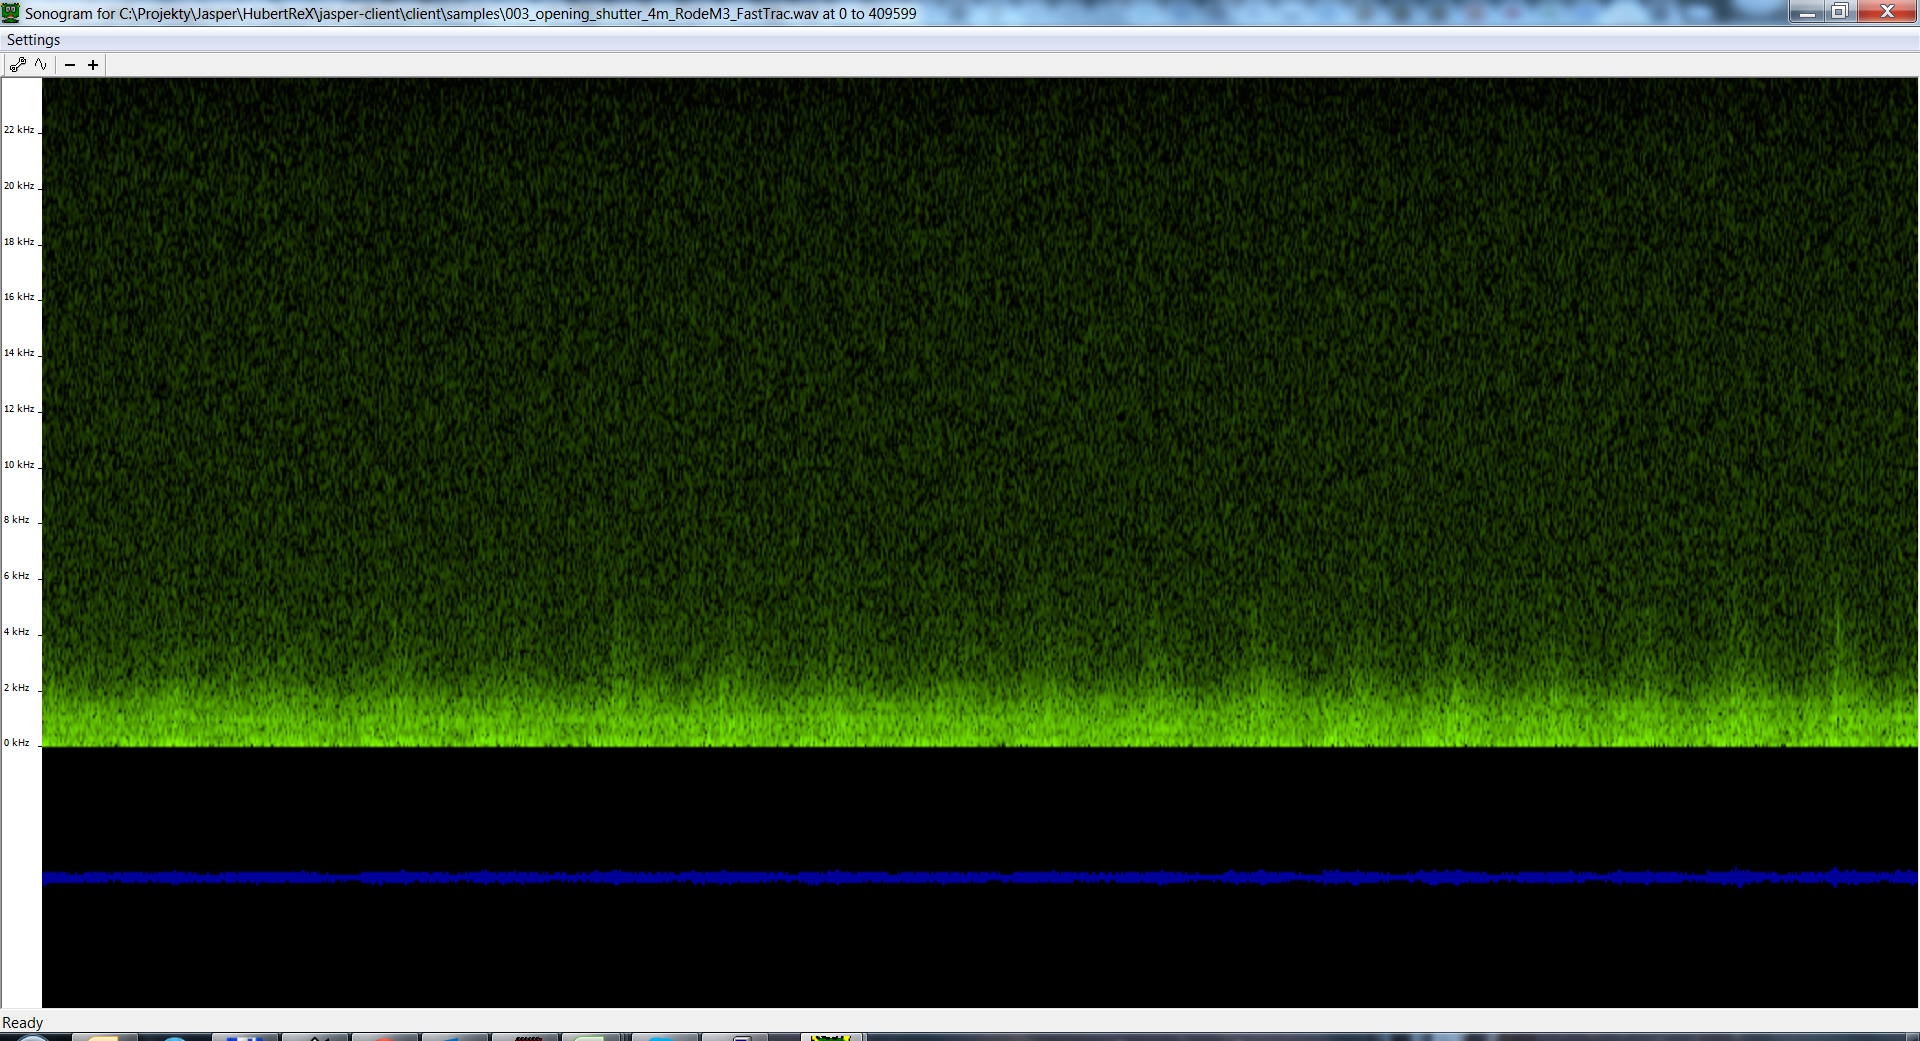 Sonogram for C:\Projekty\Jasper\HubertReX\jasper-client\client\samples\003_opening_shutter_4m_RodeM3_FastTrac.wav at 0 to 409599
Settings
22 kHz
20 kHz
18 kHz
16 kHz
14 kHz
12 kHz
10 kHz
8 kHz
6 kHz
4 kHz
2 kHz
0 kHz
Ready